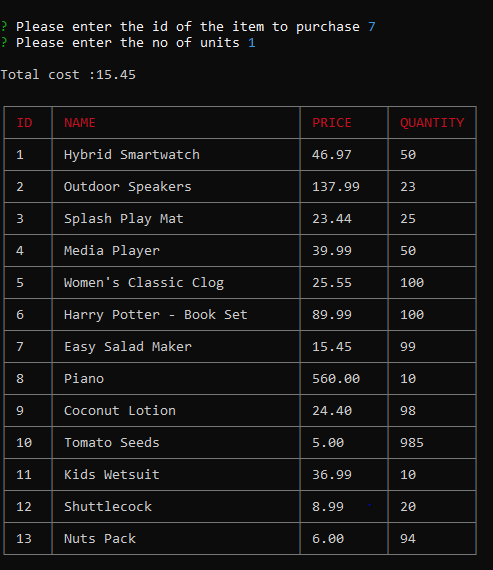 ? Please enter the id of the item to purchase 7
? Please enter the no of units 1
Total cost :15.45
ID NAME PRICE QUANTITY
1 Hybrid Smartwatch 46.97 50
2 Outdoor Speakers 137.99 23
3 Splash Play Mat 23.44 25
4 Media Player 39.99 50
5 Women's Classic Clog 25.55 100
6 Harry Potter - Book Set 89.99 100
7 Easy Salad Maker 15.45 99
8 Piano 560.00 10
9 Coconut Lotion 24.40 98
10 Tomato Seeds 5.00 985
11 Kids Wetsuit 36.99 10
12 Shuttlecock 8.99 20
13 Nuts Pack 6.00 94